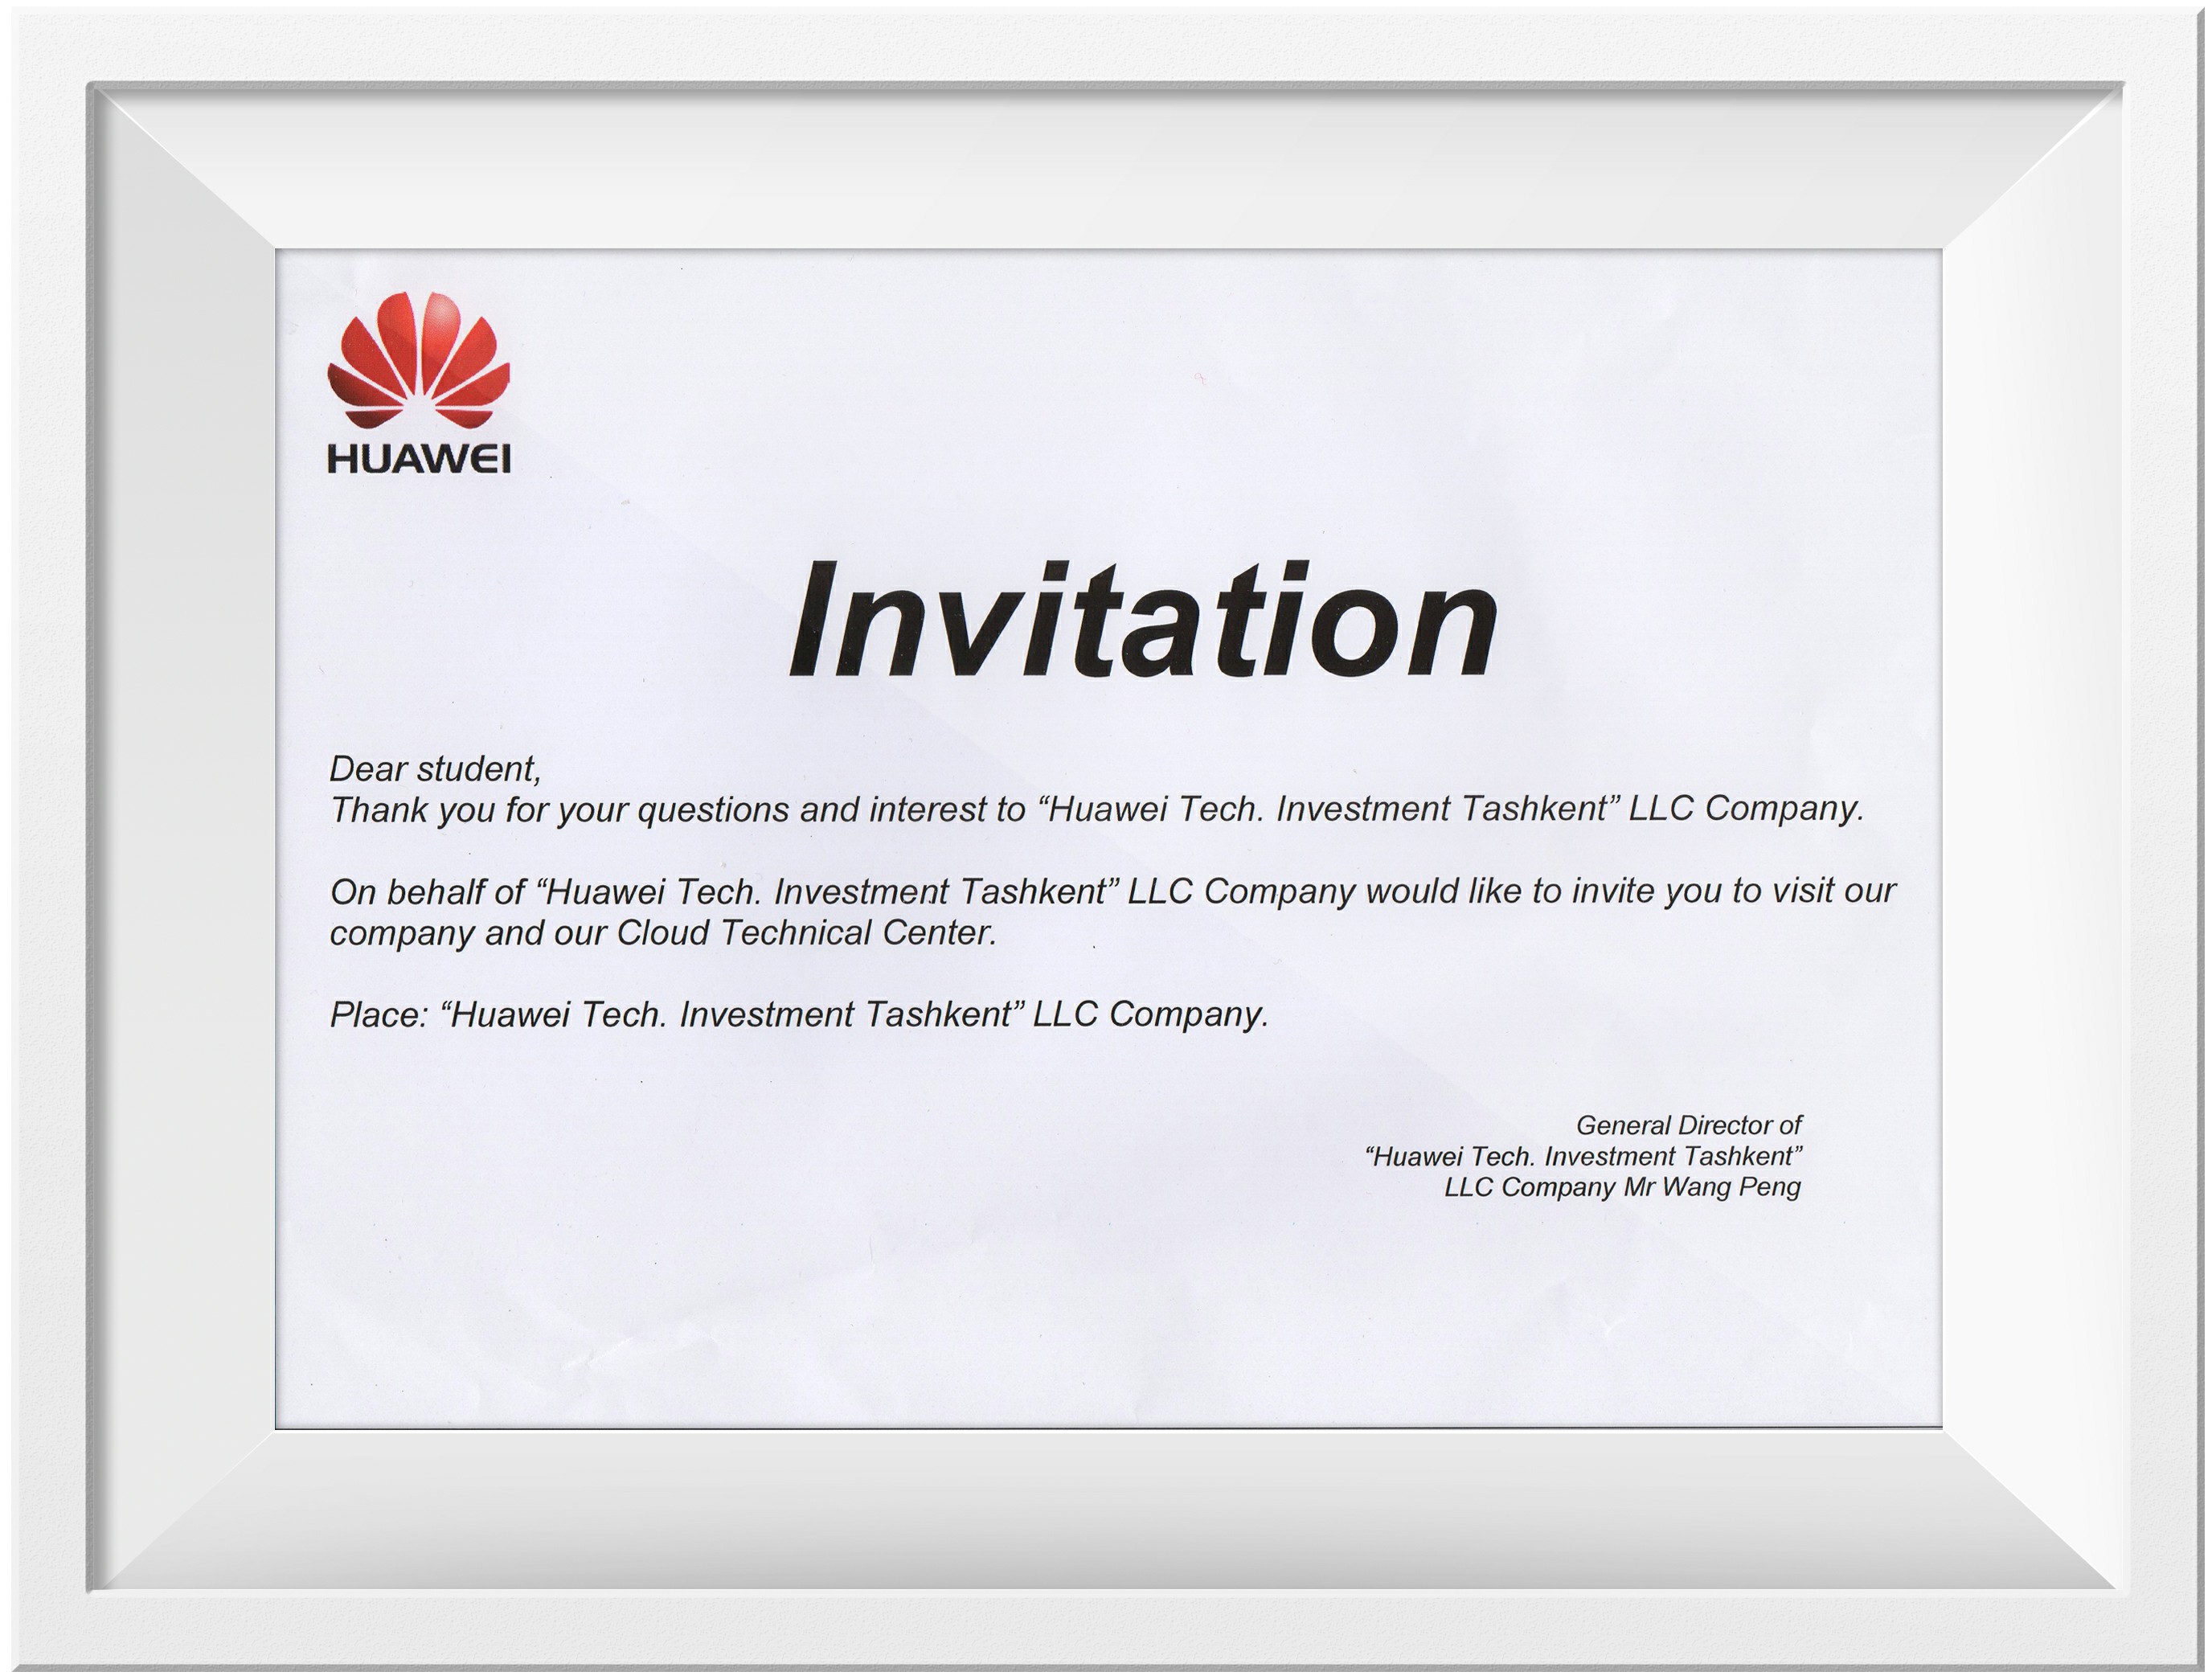 HUAWEI
Invitation
Dear student,
Thank you for your questions and interest to “Huawei Tech. Investment Tashkent” LLC Company.
On behalf of “Huawei Tech. Investment Tashkent” LLC Company would like to invite you to visit our
company and our Cloud Technical Center.
Place: “Huawei Tech. Investment Tashkent” LLC Company.
General Director of
“Huawei Tech. Investment Tashkent”
LLC Company Mr Wang Peng